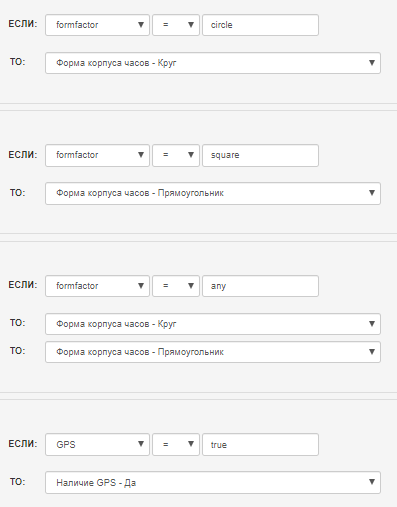 ЕСЛИ: formfactor = circle
ТО: Форма корпуса часов - Круг
ЕСЛИ: formfactor = square
ТО: Форма корпуса часов - Прямоугольник
ЕСЛИ: formfactor = any
ТО: Форма корпуса часов - Круг
ТО: Форма корпуса часов - Прямоугольник
ЕСЛИ: GPS = true
ТО: Наличие GPS - Да